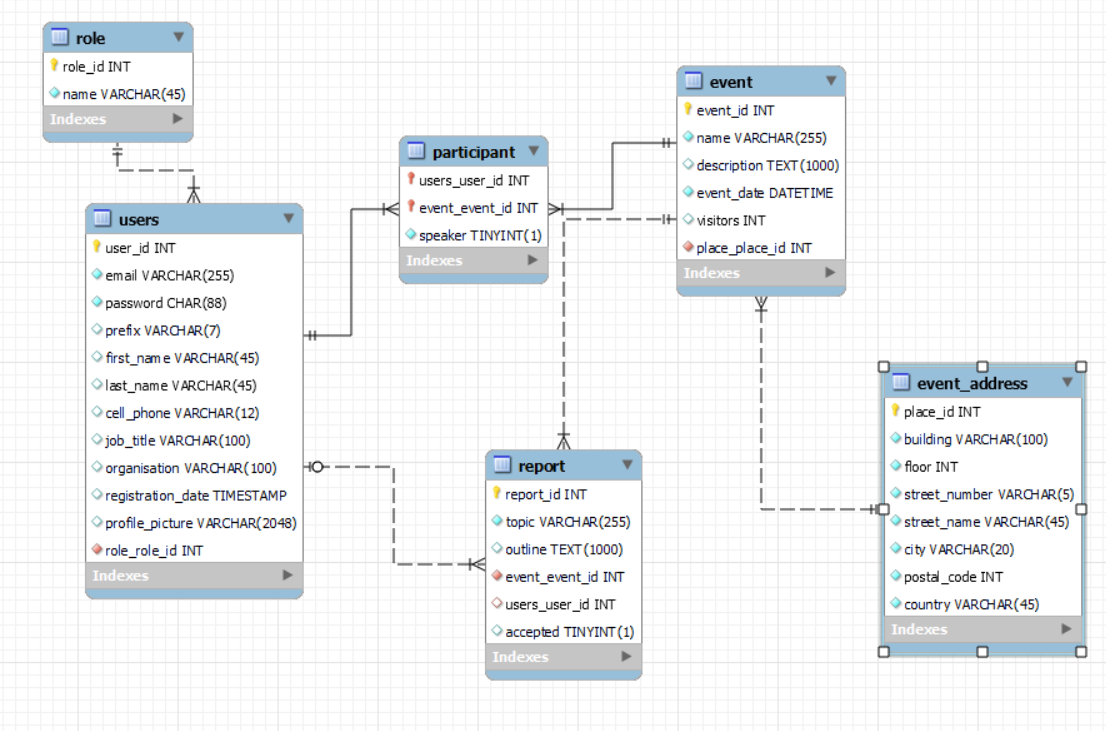 role
role_id INT
name VARCHAR(45)
Indexes
users
user_id INT
email VARCHAR(255)
password CHAR(88)
prefix VARCHAR(7)
first_name VARCHAR(45)
last_name VARCHAR(45)
cell_phone VARCHAR(12)
job_title VARCHAR(100)
organisation VARCHAR(100)
registration_date TIMESTAMP
profile_picture VARCHAR(2048)
role_role_id INT
Indexes
participant
users_user_id INT
event_event_id INT
speaker TINYINT(1)
Indexes
event
event_id INT
name VARCHAR(255)
description TEXT(1000)
event_date DATETIME
visitors INT
place_place_id INT
Indexes
report
report_id INT
topic VARCHAR(255)
outline TEXT(1000)
event_event_id INT
users_user_id INT
accepted TINYINT(1)
Indexes
event_address
place_id INT
building VARCHAR(100)
floor INT
street_number VARCHAR(5)
street_name VARCHAR(45)
city VARCHAR(20)
postal_code INT
country VARCHAR(45)
Indexes